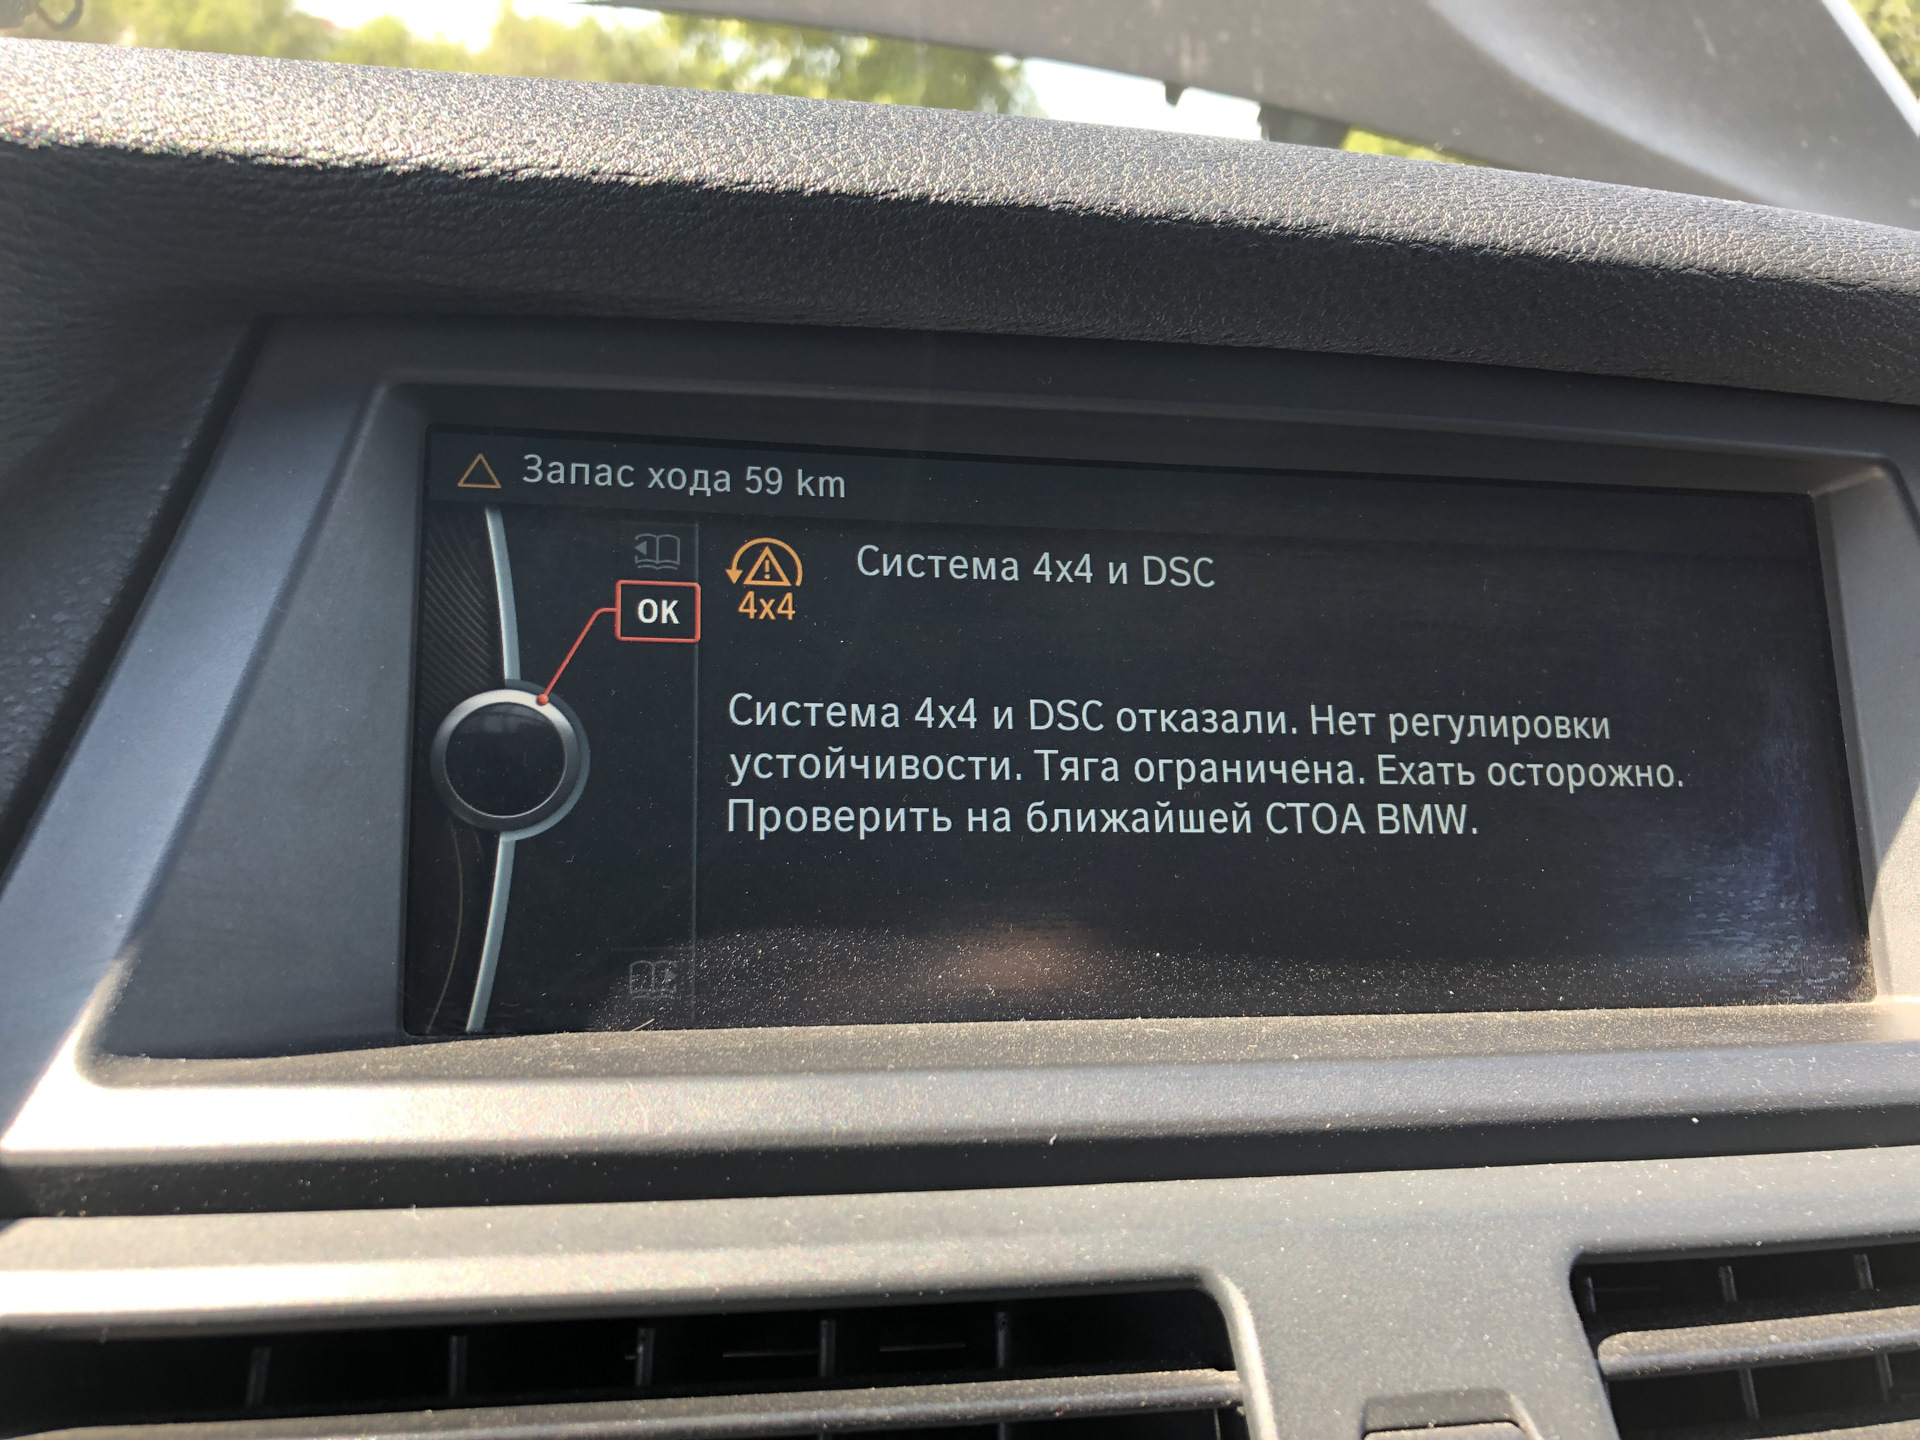 Запас хода 59 km
OK
4x4
Система 4x4 и DSC
Система 4x4 и DSC отказали. Нет регулировки
устойчивости. Тяга ограничена. Ехать осторожно.
Проверить на ближайшей СТОА BMW.